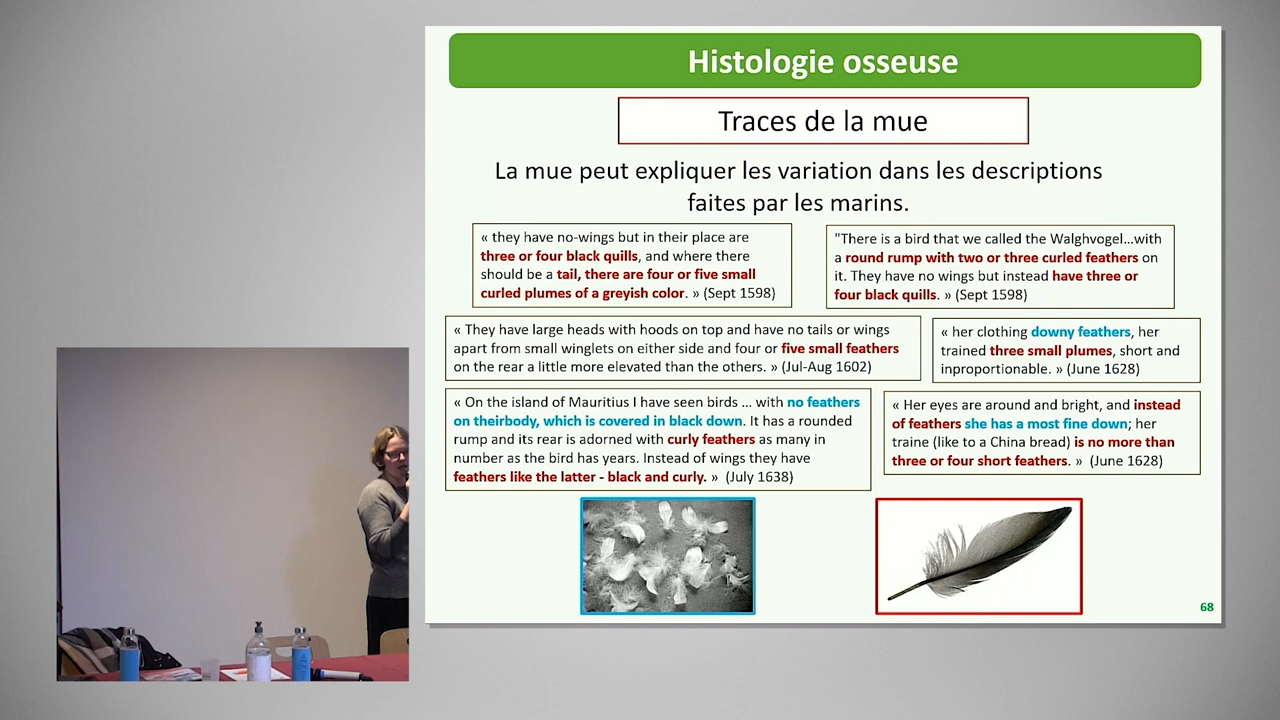 Histologie osseuse
Traces de la mue
La mue peut expliquer les variation dans les descriptions
faites par les marins.
« they have no-wings but in their place are
three or four black quills, and where there
should be a tail, there are four or five small
curled plumes of a greyish color. » (Sept 1598)
"There is a bird that we called the Walghvogel...with
a round rump with two or three curled feathers on
it. They have no wings but instead have three or
four black quills. » (Sept 1598)
« They have large heads with hoods on top and have no tails or wings
apart from small winglets on either side and four or five small feathers
on the rear a little more elevated than the others. » (Jul-Aug 1602)
« her clothing downy feathers, her
trained three small plumes, short and
inproportionable. » (June 1628)
« On the island of Mauritius I have seen birds ... with no feathers
on theirbody, which is covered in black down. It has a rounded
rump and its rear is adorned with curly feathers as many in
number as the bird has years. Instead of wings they have
feathers like the latter - black and curly. » (July 1638)
« Her eyes are around and bright, and instead
of feathers she has a most fine down; her
traine (like to a China bread) is no more than
three or four short feathers. » (June 1628)
68